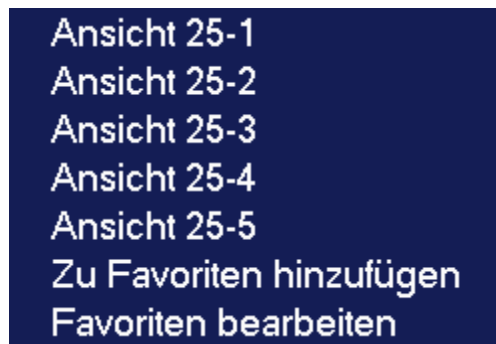 Ansicht 25-1
Ansicht 25-2
Ansicht 25-3
Ansicht 25-4
Ansicht 25-5
Zu Favoriten hinzufügen
Favoriten bearbeiten